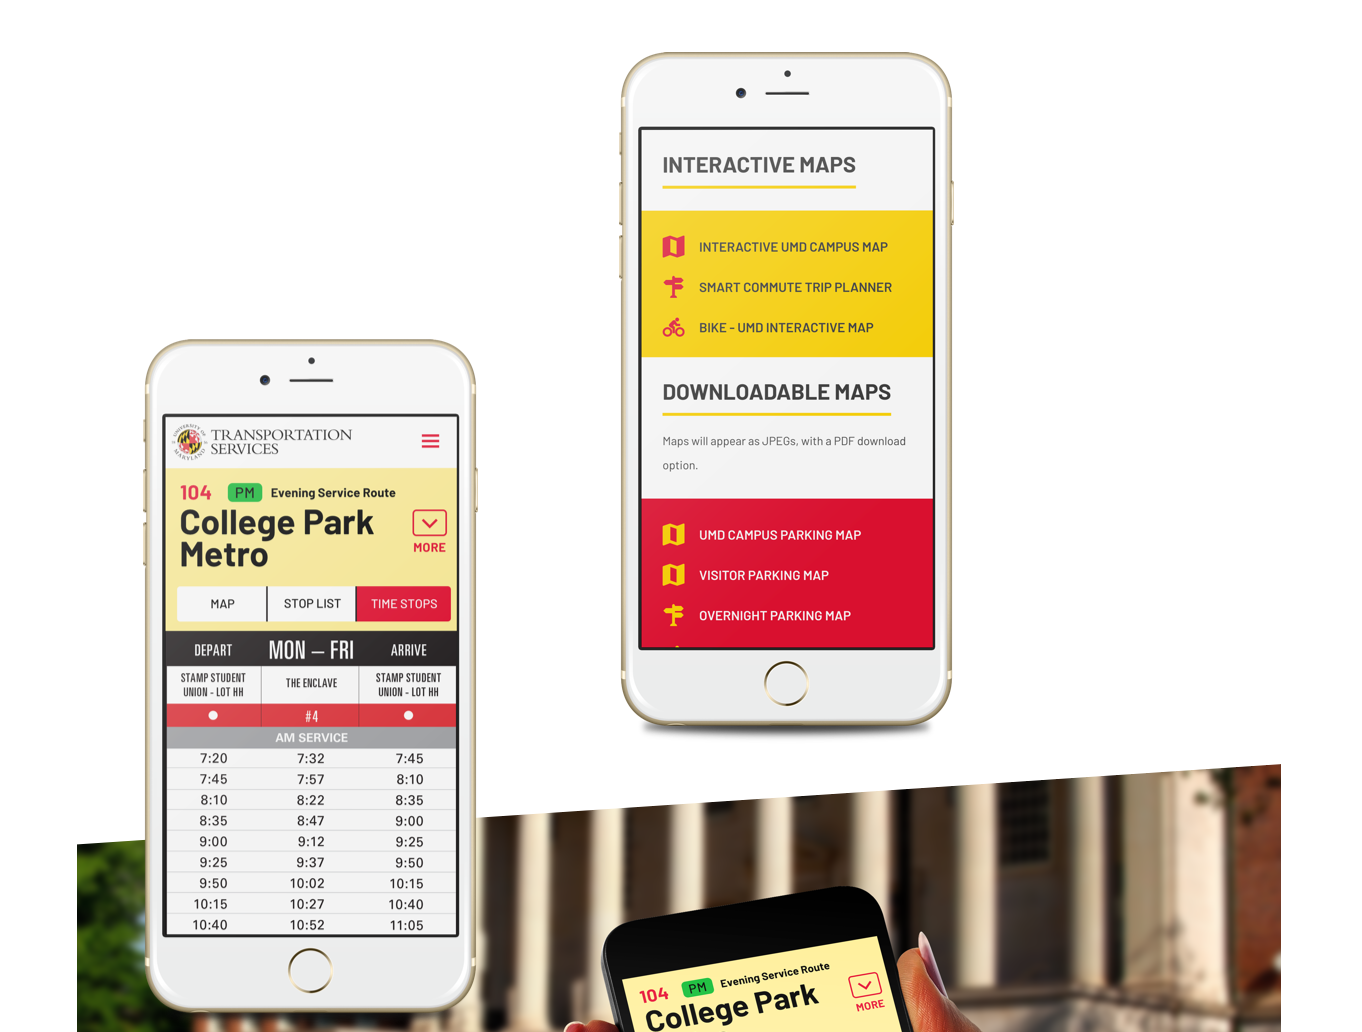 INTERACTIVE MAPS
INTERACTIVE UMD CAMPUS MAP
SMART COMMUTE TRIP PLANNER
BIKE - UMD INTERACTIVE MAP
DOWNLOADABLE MAPS
Maps will appear as JPEGs, with a PDF download
option.
UMD CAMPUS PARKING MAP
VISITOR PARKING MAP
OVERNIGHT PARKING MAP
UNIVERSITY OF
MARYLAND
TRANSPORTATION
SERVICES
104 PM Evening Service Route
College Park
Metro
MORE
MAP STOP LIST TIME STOPS
DEPART MON – FRI ARRIVE
STAMP STUDENT UNION - LOT HH THE ENCLAVE STAMP STUDENT UNION - LOT HH
#4
AM SERVICE
7:20 7:32 7:45
7:45 7:57 8:10
8:10 8:22 8:35
8:35 8:47 9:00
9:00 9:12 9:25
9:25 9:37 9:50
9:50 10:02 10:15
10:15 10:27 10:40
10:40 10:52 11:05
104 PM Evening Service Route
College Park
MORE